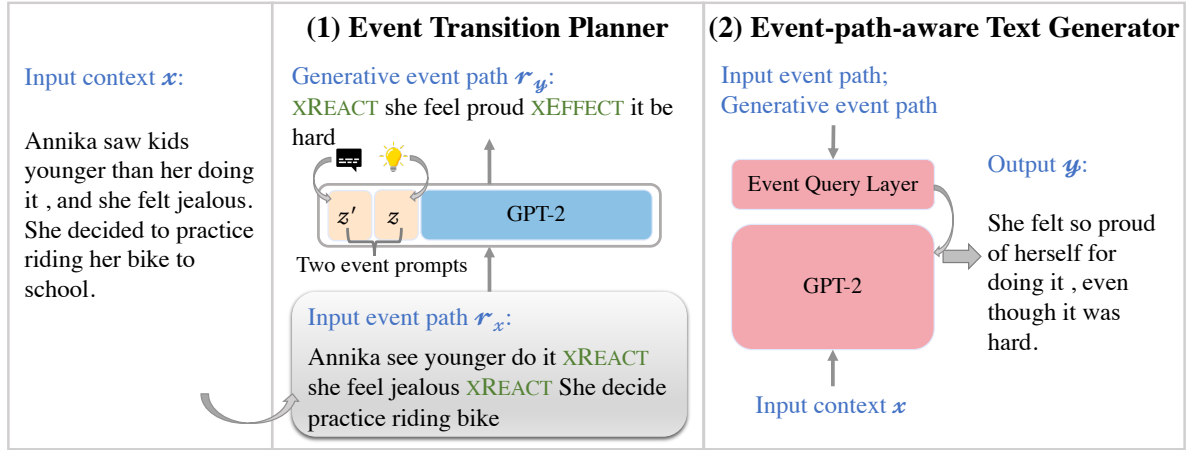 Input context x:
Annika saw kids
younger than her doing
it , and she felt jealous.
She decided to practice
riding her bike to
school.
(1) Event Transition Planner
Generative event path r_y:
XREACT she feel proud XEFFECT it be
hard
z′ z GPT-2
Two event prompts
Input event path r_x:
Annika see younger do it XREACT
she feel jealous XREACT She decide
practice riding bike
(2) Event-path-aware Text Generator
Input event path;
Generative event path
Event Query Layer
GPT-2
Input context x
Output y:
She felt so proud
of herself for
doing it , even
though it was
hard.